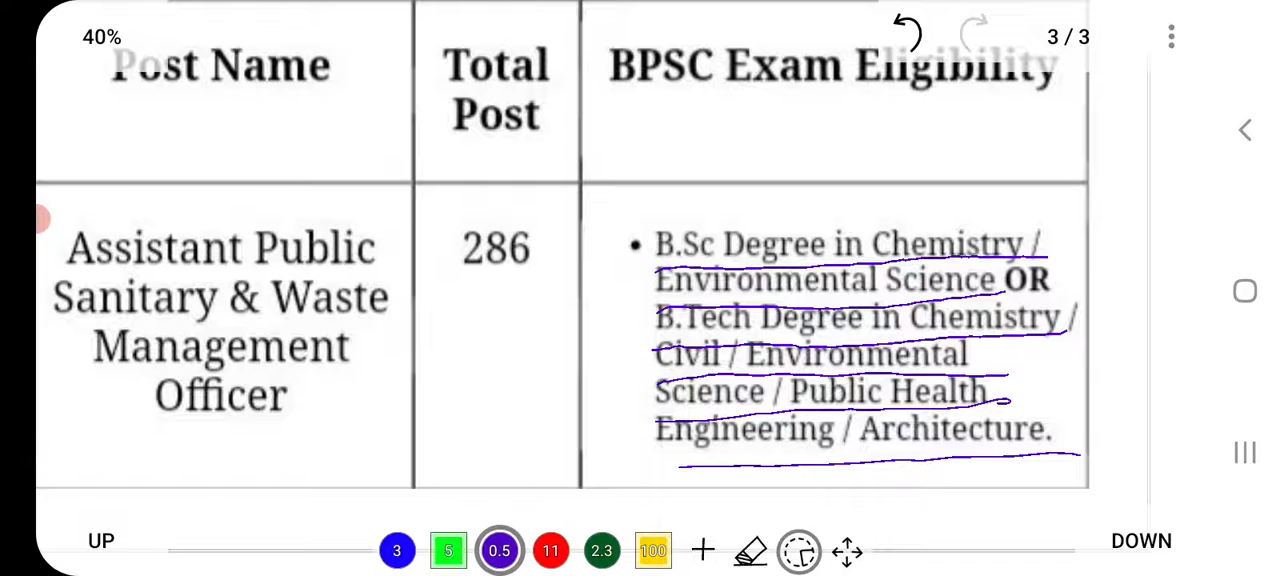 40%
3 / 3
Post Name
Total
Post
BPSC Exam Eligibility
Assistant Public
Sanitary & Waste
Management
Officer
286
• B.Sc Degree in Chemistry /
Environmental Science OR
B.Tech Degree in Chemistry /
Civil / Environmental
Science / Public Health
Engineering / Architecture.
UP
3
5
0.5
11
2.3
100
DOWN